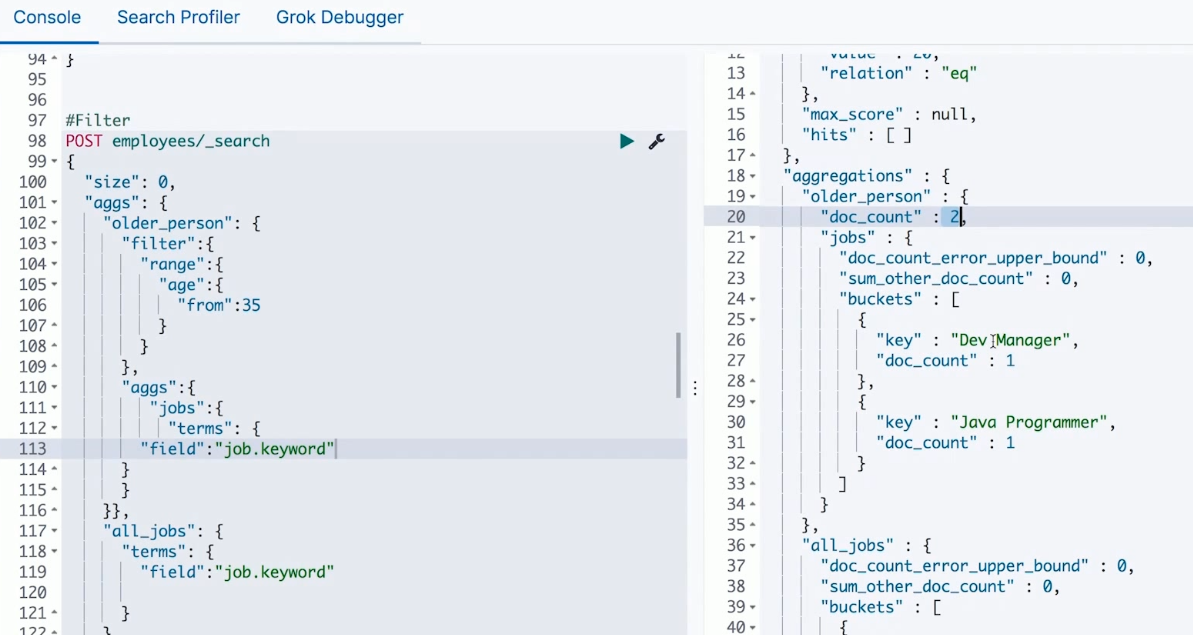 Console Search Profiler Grok Debugger
94 }
95
96
97 #Filter
98 POST employees/_search
99 {
100 "size": 0,
101 "aggs": {
102 "older_person": {
103 "filter":{
104 "range":{
105 "age":{
106 "from":35
107 }
108 }
109 },
110 "aggs":{
111 "jobs":{
112 "terms": {
113 "field":"job.keyword"
114 }
115 }
116 }},
117 "all_jobs": {
118 "terms": {
119 "field":"job.keyword"
120
121 }
122 }
12 "value" : 20,
13 "relation" : "eq"
14 },
15 "max_score" : null,
16 "hits" : [ ]
17 },
18 "aggregations" : {
19 "older_person" : {
20 "doc_count" : 2,
21 "jobs" : {
22 "doc_count_error_upper_bound" : 0,
23 "sum_other_doc_count" : 0,
24 "buckets" : [
25 {
26 "key" : "Dev Manager",
27 "doc_count" : 1
28 },
29 {
30 "key" : "Java Programmer",
31 "doc_count" : 1
32 }
33 ]
34 }
35 },
36 "all_jobs" : {
37 "doc_count_error_upper_bound" : 0,
38 "sum_other_doc_count" : 0,
39 "buckets" : [
40 {